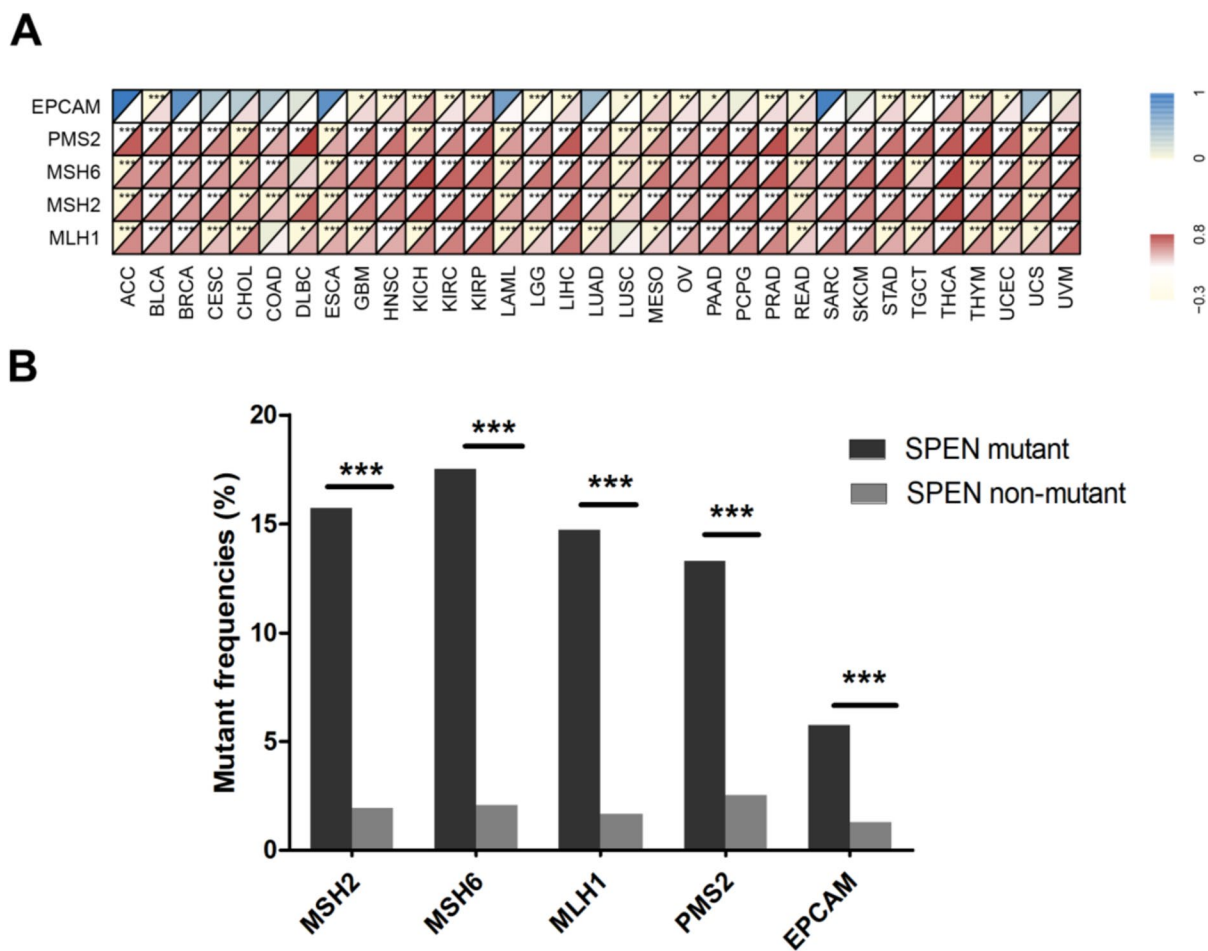 A
EPCAM
PMS2
MSH6
MSH2
MLH1
ACC BLCA BRCA CESC CHOL COAD DLBC ESCA GBM HNSC KICH KIRC KIRP LAML LGG LIHC LUAD LUSC MESO OV PAAD PCPG PRAD READ SARC SKCM STAD TGCT THCA THYM UCEC UCS UVM
1
0
0.8
−0.3
B
Mutant frequencies (%)
20
15
10
5
0
***
***
***
***
***
SPEN mutant
SPEN non-mutant
MSH2 MSH6 MLH1 PMS2 EPCAM